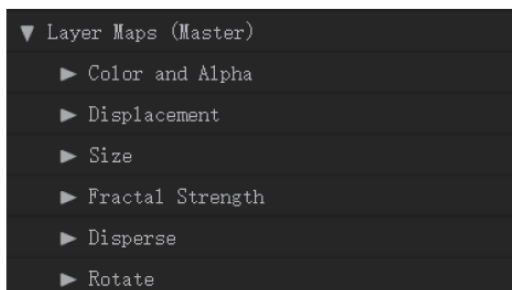 Layer Maps (Master)
Color and Alpha
Displacement
Size
Fractal Strength
Disperse
Rotate